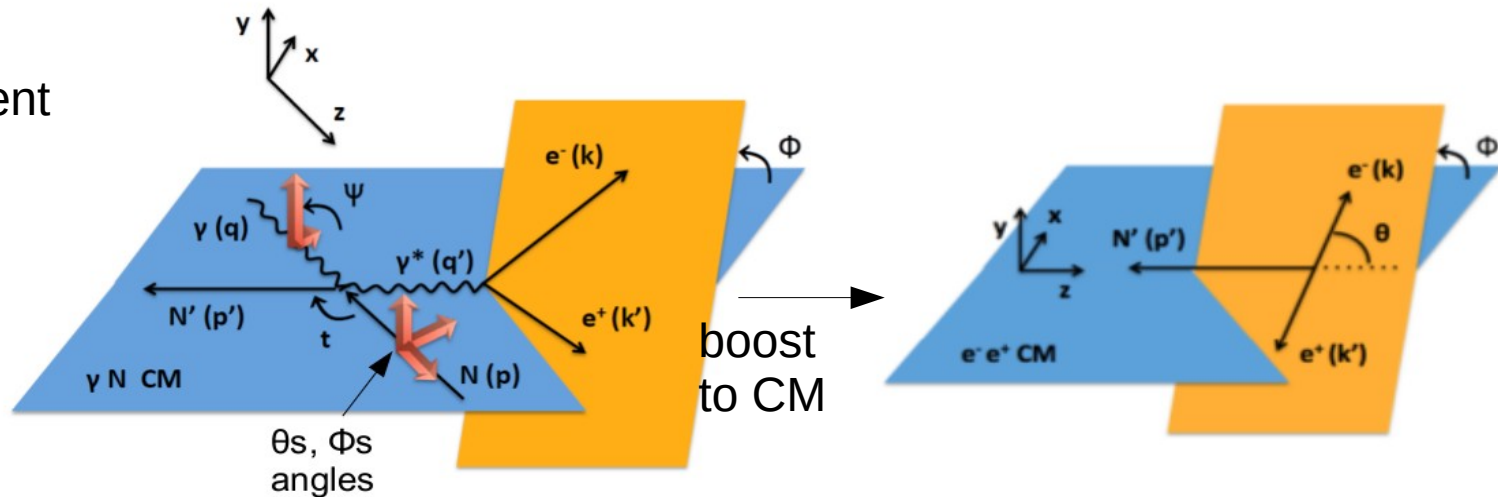 ent
y
x
z
γ (q)
Ψ
e⁻ (k)
Φ
γ* (q')
N' (p')
t
e⁺ (k')
γ N CM
N (p)
θs, Φs
angles
boost
to CM
y
x
z
N' (p')
e⁻ (k)
θ
Φ
e⁻ e⁺ CM
e⁺ (k')